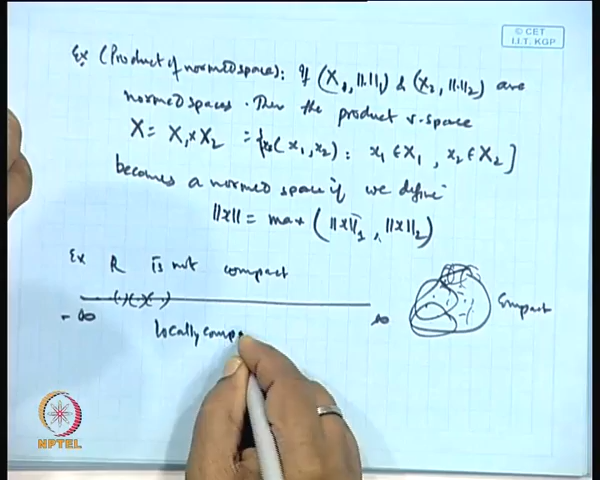 © CET
I.I.T. KGP
Ex (Product of normed space): If (X₁, ||.||₁) & (X₂, ||.||₂) are
normed spaces. Then the product v-space
X = X₁ × X₂ = {x=(x₁, x₂) : x₁ ∈ X₁, x₂ ∈ X₂]
becomes a normed space if we define
||x|| = max (||x||₁, ||x||₂)
Ex R is not compact
-∞ ∞ Compact
locally comp
NPTEL